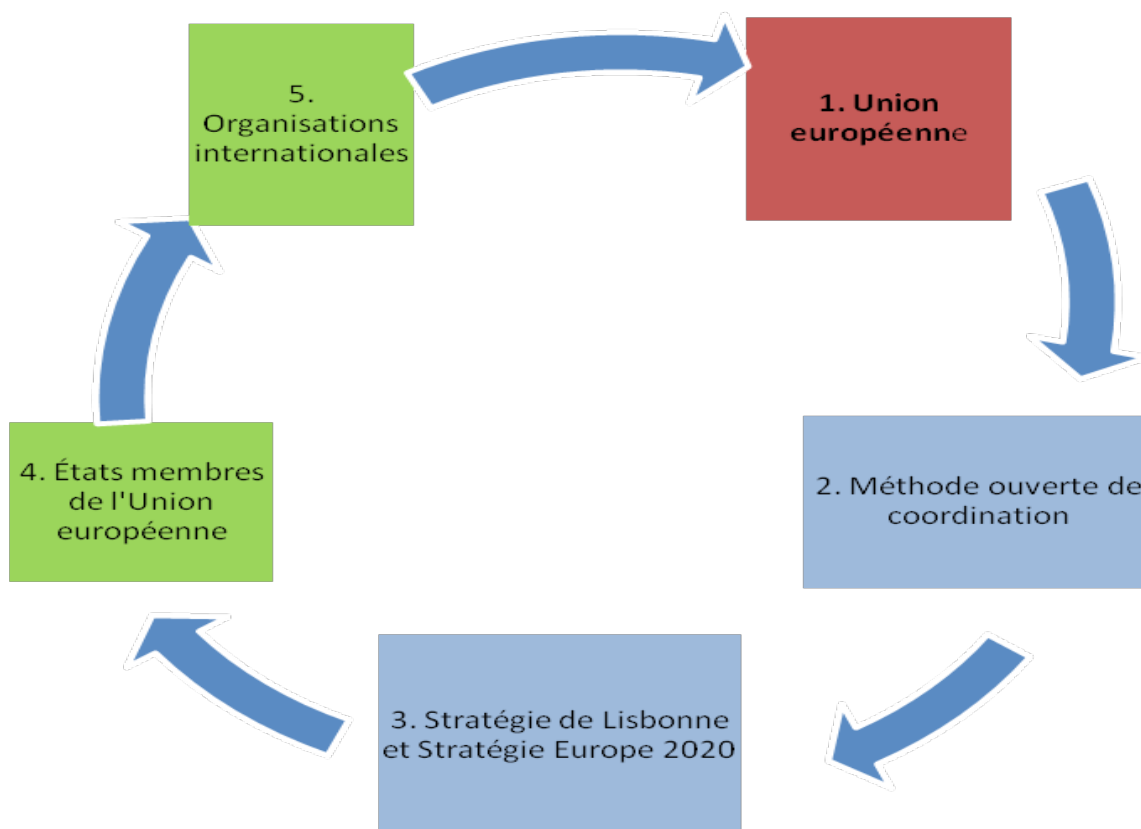 1. Union
européenne
2. Méthode ouverte de
coordination
3. Stratégie de Lisbonne
et Stratégie Europe 2020
4. États membres
de l'Union
européenne
5.
Organisations
internationales